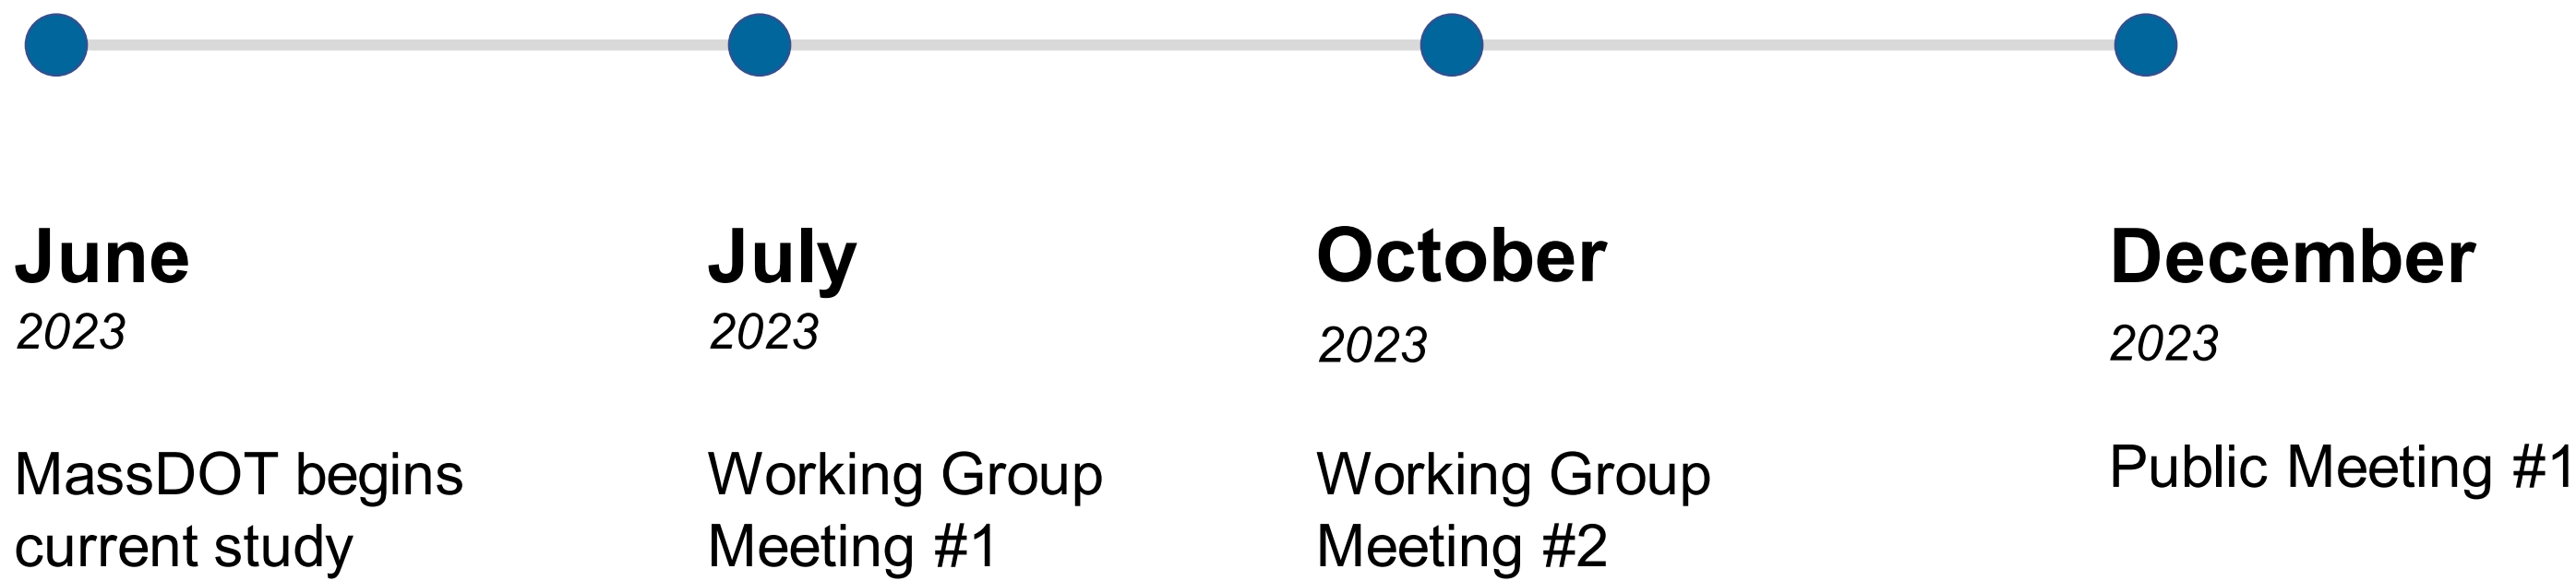 June
2023
MassDOT begins
current study
July
2023
Working Group
Meeting #1
October
2023
Working Group
Meeting #2
December
2023
Public Meeting #1